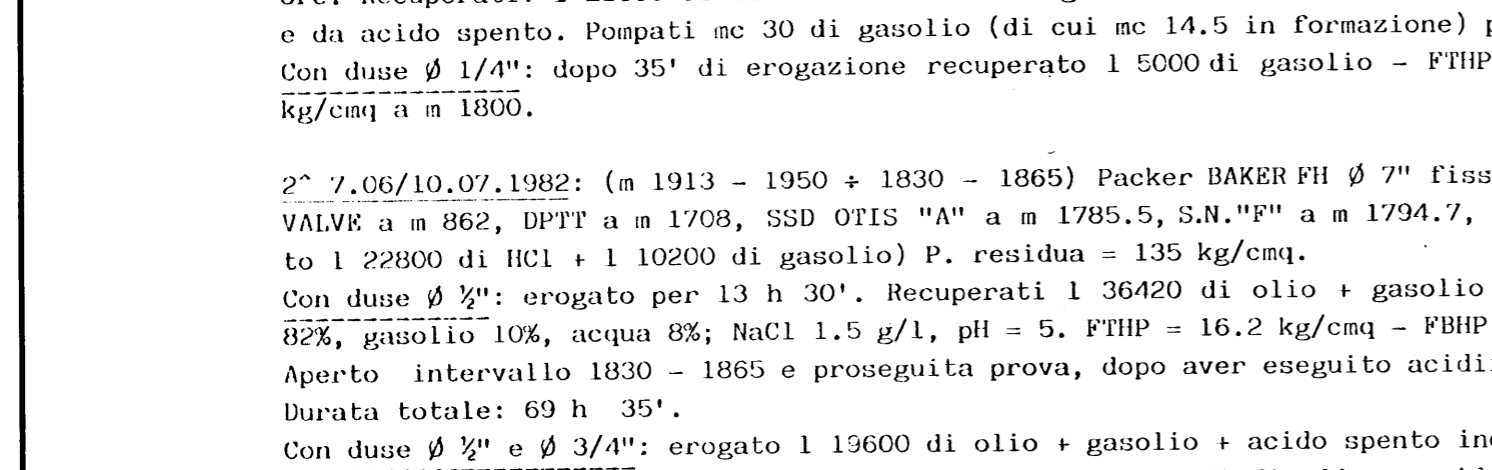 e da acido spento. Pompati mc 30 di gasolio (di cui mc 14.5 in formazione)
Con duse Ø 1/4": dopo 35' di erogazione recuperato l 5000 di gasolio - FTHP
kg/cmq a m 1800.
2^ 7.06/10.07.1982: (m 1913 - 1950 ÷ 1830 - 1865) Packer BAKER FH Ø 7" fiss
VALVE a m 862, DPTT a m 1708, SSD OTIS "A" a m 1785.5, S.N."F" a m 1794.7,
to l 22800 di HCl + l 10200 di gasolio) P. residua = 135 kg/cmq.
Con duse Ø ½": erogato per 13 h 30'. Recuperati l 36420 di olio + gasolio
82%, gasolio 10%, acqua 8%; NaCl 1.5 g/l, pH = 5. FTHP = 16.2 kg/cmq - FBHP
Aperto intervallo 1830 - 1865 e proseguita prova, dopo aver eseguito acidi
Durata totale: 69 h 35'.
Con duse Ø ½" e Ø 3/4": erogato l 19600 di olio + gasolio + acido spento in